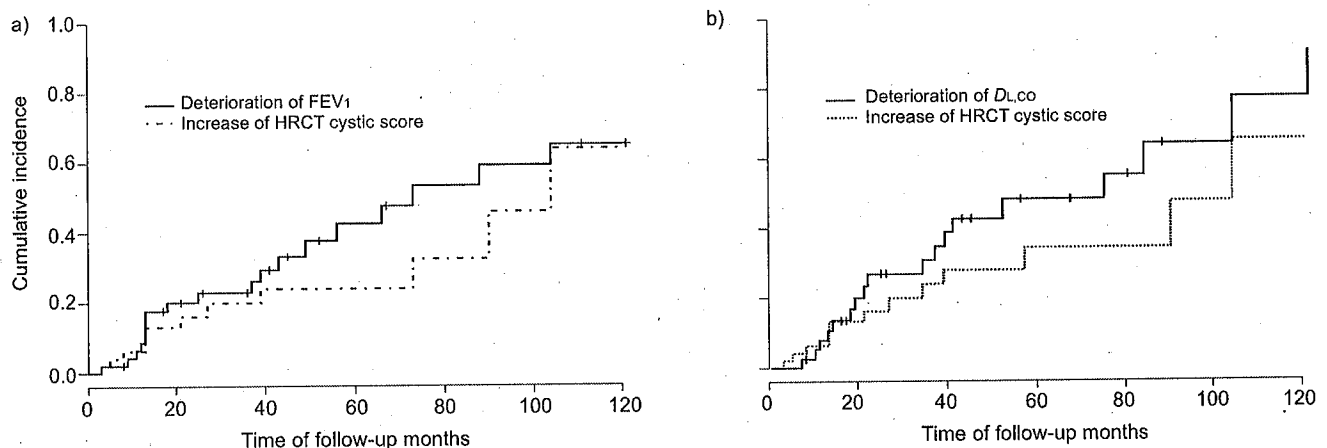 a)
1.0
0.8
0.6
0.4
0.2
0.0
Cumulative incidence
Deterioration of FEV1
Increase of HRCT cystic score
0 20 40 60 80 100 120
Time of follow-up months
b)
Deterioration of DL,CO
Increase of HRCT cystic score
0 20 40 60 80 100 120
Time of follow-up months